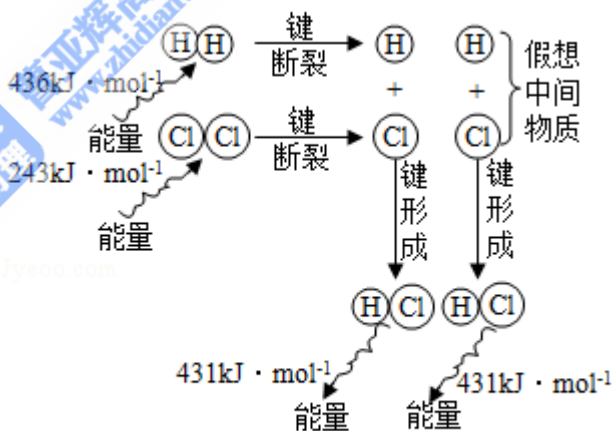 H H 键 断裂 H H
436kJ · mol⁻¹
+ +
假想中间物质
能量
Cl Cl 键 断裂 Cl Cl
243kJ · mol⁻¹
能量
键形成 键形成
H Cl H Cl
431kJ · mol⁻¹ 431kJ · mol⁻¹
能量 能量